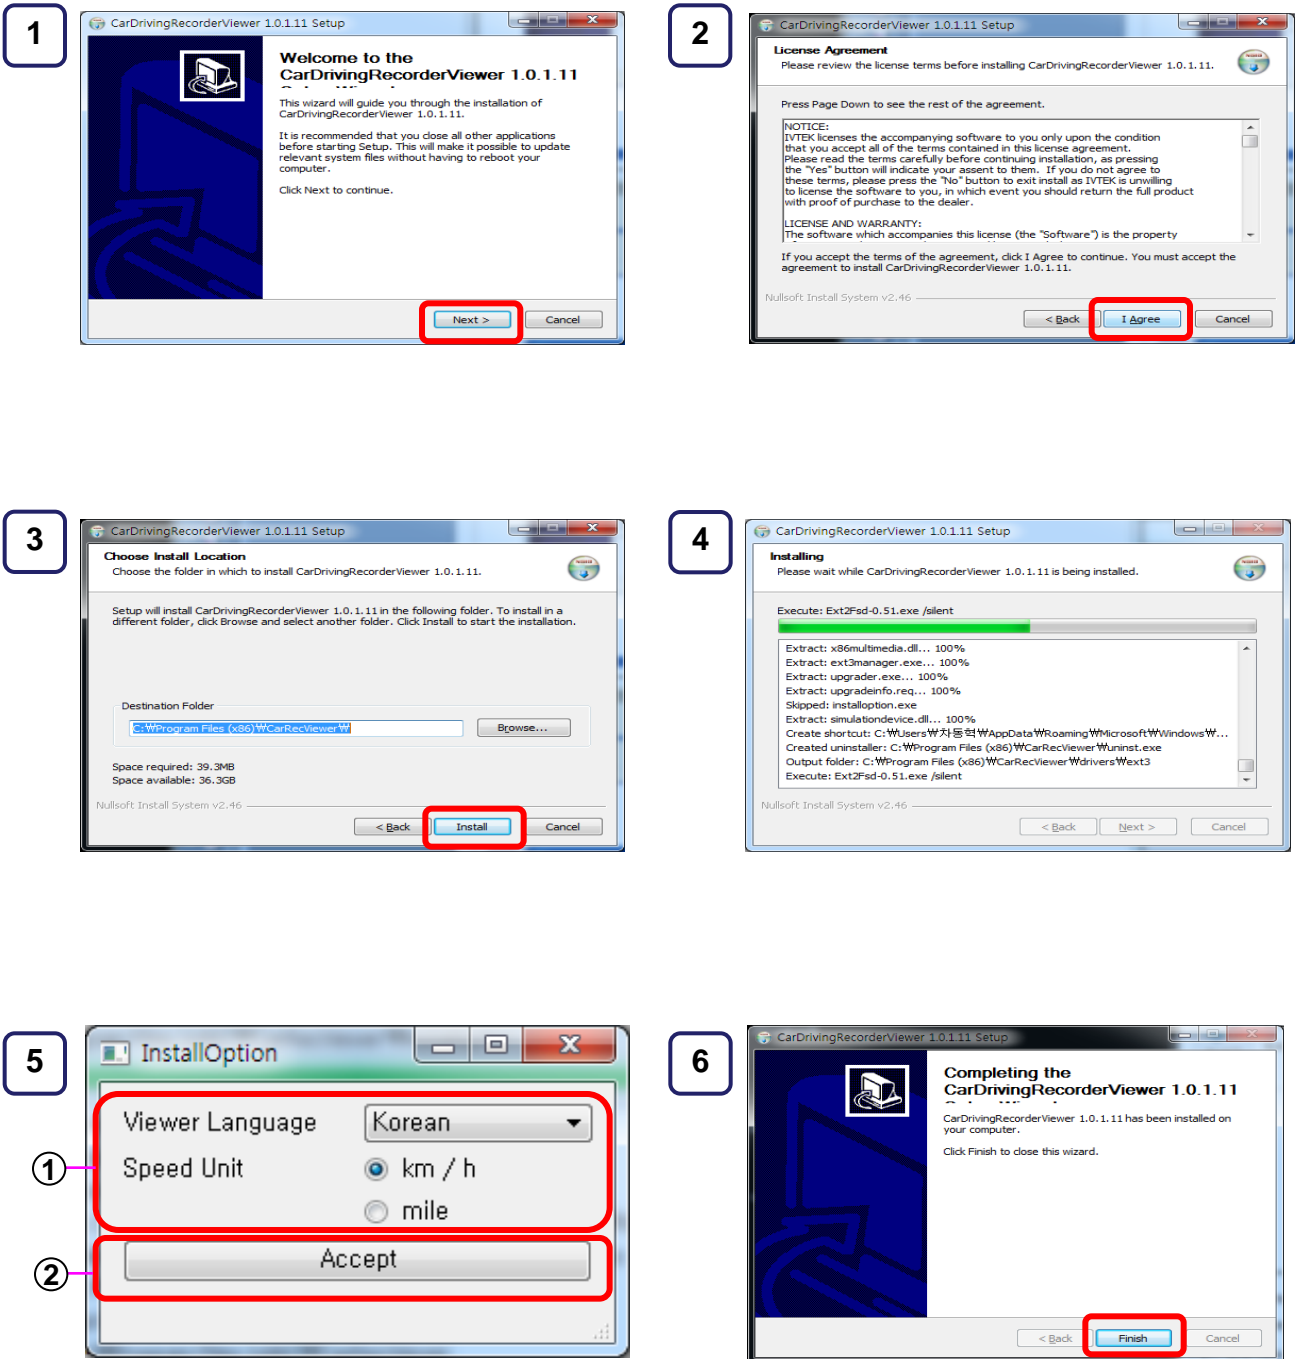 1
CarDrivingRecorderViewer 1.0.1.11 Setup
Welcome to the
CarDrivingRecorderViewer 1.0.1.11
This wizard will guide you through the installation of
CarDrivingRecorderViewer 1.0.1.11.
It is recommended that you close all other applications
before starting Setup. This will make it possible to update
relevant system files without having to reboot your
computer.
Click Next to continue.
Next >
Cancel
2
CarDrivingRecorderViewer 1.0.1.11 Setup
License Agreement
Please review the license terms before installing CarDrivingRecorderViewer 1.0.1.11.
Press Page Down to see the rest of the agreement.
NOTICE:
IVTEK licenses the accompanying software to you only upon the condition
that you accept all of the terms contained in this license agreement.
Please read the terms carefully before continuing installation, as pressing
the "Yes" button will indicate your assent to them.  If you do not agree to
these terms, please press the "No" button to exit install as IVTEK is unwilling
to license the software to you, in which event you should return the full product
with proof of purchase to the dealer.
LICENSE AND WARRANTY:
The software which accompanies this license (the "Software") is the property
If you accept the terms of the agreement, click I Agree to continue. You must accept the
agreement to install CarDrivingRecorderViewer 1.0.1.11.
Nullsoft Install System v2.46
< Back
I Agree
Cancel
3
CarDrivingRecorderViewer 1.0.1.11 Setup
Choose Install Location
Choose the folder in which to install CarDrivingRecorderViewer 1.0.1.11.
Setup will install CarDrivingRecorderViewer 1.0.1.11 in the following folder. To install in a
different folder, click Browse and select another folder. Click Install to start the installation.
Destination Folder
C:₩Program Files (x86)₩CarRecViewer₩
Browse...
Space required: 39.3MB
Space available: 36.3GB
Nullsoft Install System v2.46
< Back
Install
Cancel
4
CarDrivingRecorderViewer 1.0.1.11 Setup
Installing
Please wait while CarDrivingRecorderViewer 1.0.1.11 is being installed.
Execute: Ext2Fsd-0.51.exe /silent
Extract: x86multimedia.dll... 100%
Extract: ext3manager.exe... 100%
Extract: upgrader.exe... 100%
Extract: upgradeinfo.req... 100%
Skipped: installoption.exe
Extract: simulationdevice.dll... 100%
Create shortcut: C:₩Users₩차동혁₩AppData₩Roaming₩Microsoft₩Windows₩...
Created uninstaller: C:₩Program Files (x86)₩CarRecViewer₩uninst.exe
Output folder: C:₩Program Files (x86)₩CarRecViewer₩drivers₩ext3
Execute: Ext2Fsd-0.51.exe /silent
Nullsoft Install System v2.46
< Back
Next >
Cancel
5
InstallOption
Viewer Language
Korean
①
Speed Unit
km / h
mile
②
Accept
6
CarDrivingRecorderViewer 1.0.1.11 Setup
Completing the
CarDrivingRecorderViewer 1.0.1.11
CarDrivingRecorderViewer 1.0.1.11 has been installed on
your computer.
Click Finish to close this wizard.
< Back
Finish
Cancel